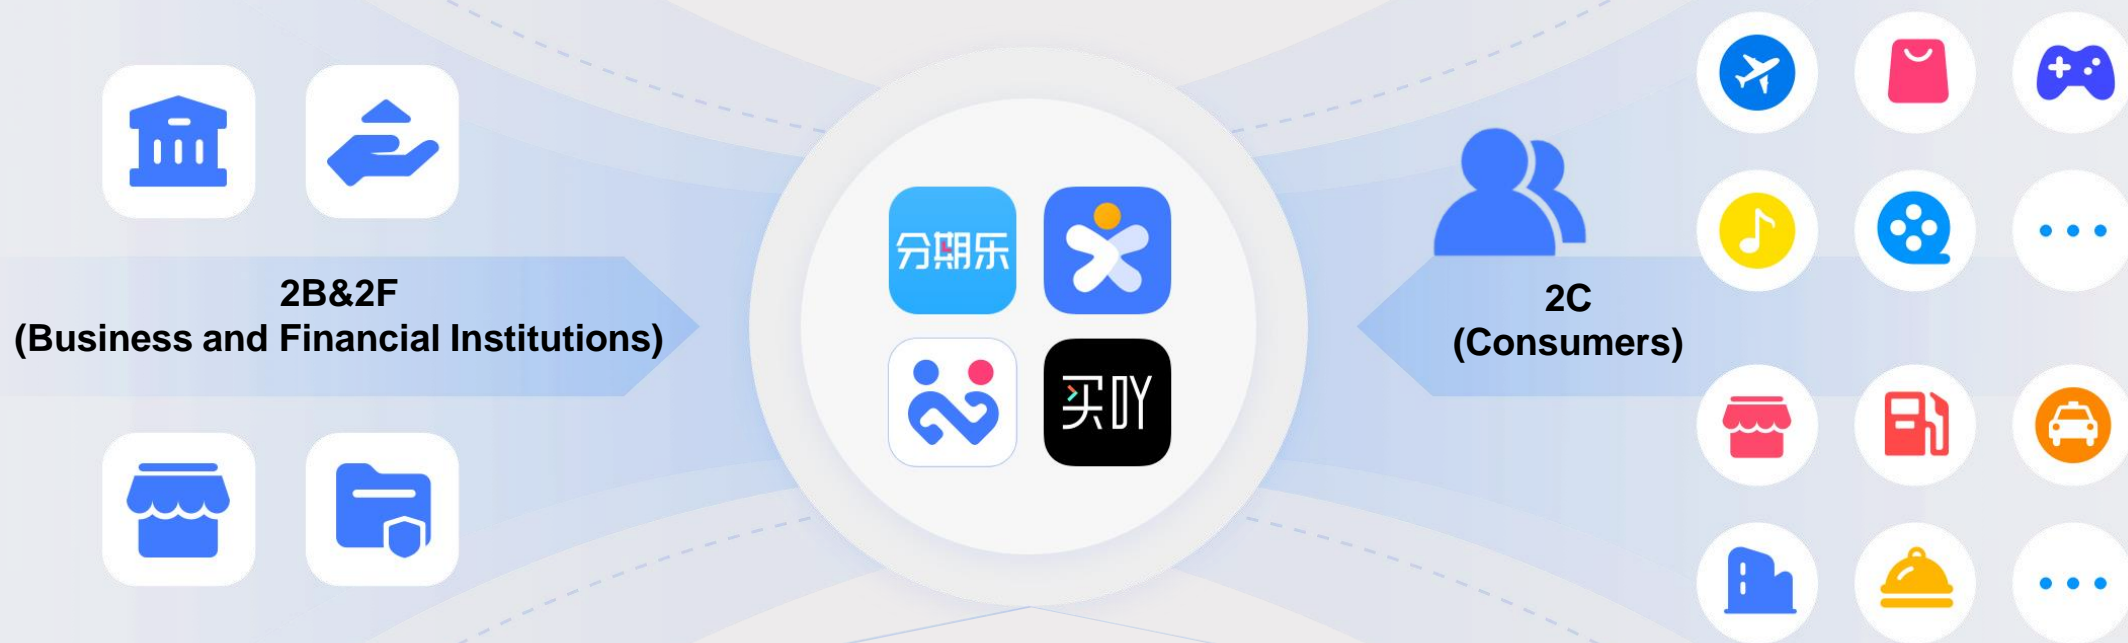 2B&2F
(Business and Financial Institutions)
分期乐
买吖
2C
(Consumers)